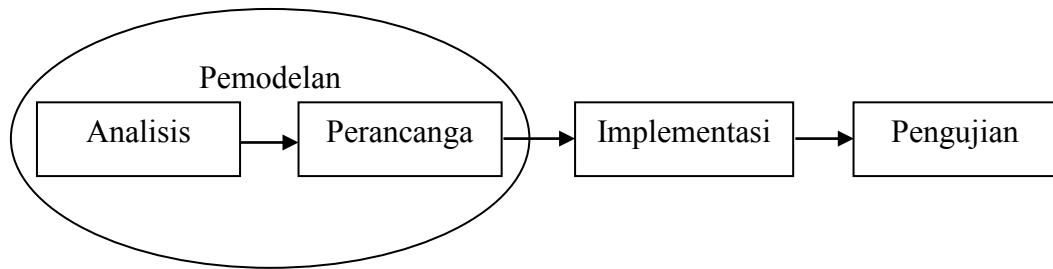 Pemodelan
Analisis
Perancanga
Implementasi
Pengujian